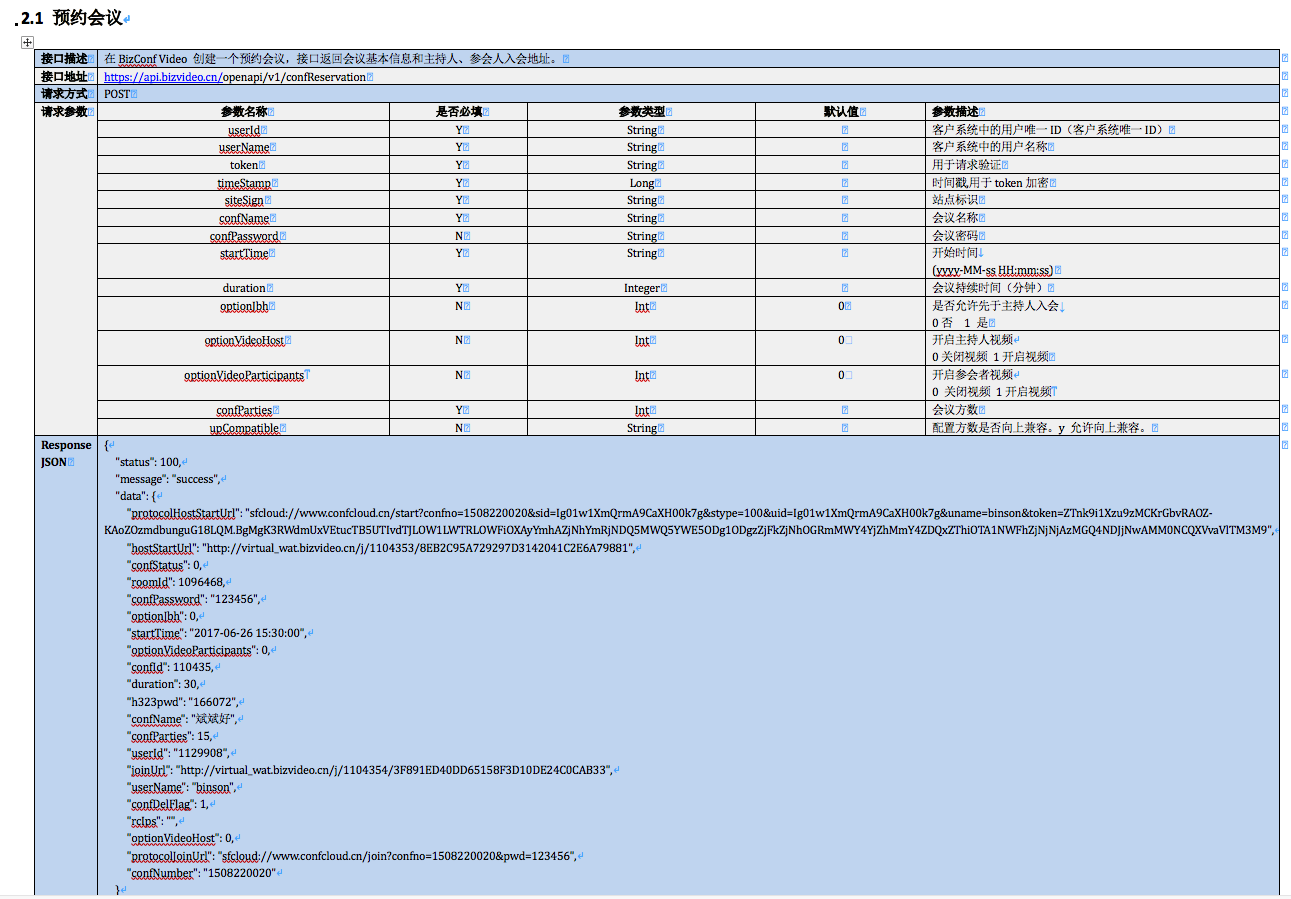 2.1 预约会议
接口描述 在 BizConf Video 创建一个预约会议，接口返回会议基本信息和主持人、参会人入会地址。
接口地址 https://api.bizvideo.cn/openapi/v1/confReservation
请求方式 POST
请求参数 参数名称 是否必填 参数类型 默认值 参数描述
userId Y String 客户系统中的用户唯一 ID（客户系统唯一 ID）
userName Y String 客户系统中的用户名称
token Y String 用于请求验证
timeStamp Y Long 时间戳,用于 token 加密
siteSign Y String 站点标识
confName Y String 会议名称
confPassword N String 会议密码
startTime Y String 开始时间
(yyyy-MM-ss HH:mm:ss)
duration Y Integer 会议持续时间（分钟）
optionJbh N Int 0 是否允许先于主持人入会
0 否 1 是
optionVideoHost N Int 0 开启主持人视频
0 关闭视频 1 开启视频
optionVideoParticipants N Int 0 开启参会者视频
0 关闭视频 1 开启视频
confParties Y Int 会议方数
upCompatible N String 配置方数是否向上兼容。y 允许向上兼容。
Response {
JSON "status": 100,
"message": "success",
"data": {
"protocolHostStartUrl": "sfcloud://www.confcloud.cn/start?confno=1508220020&sid=Ig01w1XmQrmA9CaXH00k7g&stype=100&uid=Ig01w1XmQrmA9CaXH00k7g&uname=binson&token=ZTnk9i1Xzu9zMCKrGbvRAOZ-
KAoZOzmdbunguG18LQM.BgMgK3RWdmUxVEtucTB5UTIvdTJLOW1LWTRLOWFiOXAyYmhAZjNhYmRjNDQ5MWQ5YWE5ODg1ODgzZjFkZjNhOGRmMWY4YjZhMmY4ZDQxZThiOTA1NWFhZjNjNjAzMGQ4NDJjNwAMM0NCQXVvaVlTM3M9",
"hostStartUrl": "http://virtual_wat.bizvideo.cn/j/1104353/8EB2C95A729297D3142041C2E6A79881",
"confStatus": 0,
"roomId": 1096468,
"confPassword": "123456",
"optionJbh": 0,
"startTime": "2017-06-26 15:30:00",
"optionVideoParticipants": 0,
"confId": 110435,
"duration": 30,
"h323pwd": "166072",
"confName": "斌斌好",
"confParties": 15,
"userId": "1129908",
"joinUrl": "http://virtual_wat.bizvideo.cn/j/1104354/3F891ED40DD65158F3D10DE24C0CAB33",
"userName": "binson",
"confDelFlag": 1,
"rcIps": "",
"optionVideoHost": 0,
"protocolJoinUrl": "sfcloud://www.confcloud.cn/join?confno=1508220020&pwd=123456",
"confNumber": "1508220020"
}